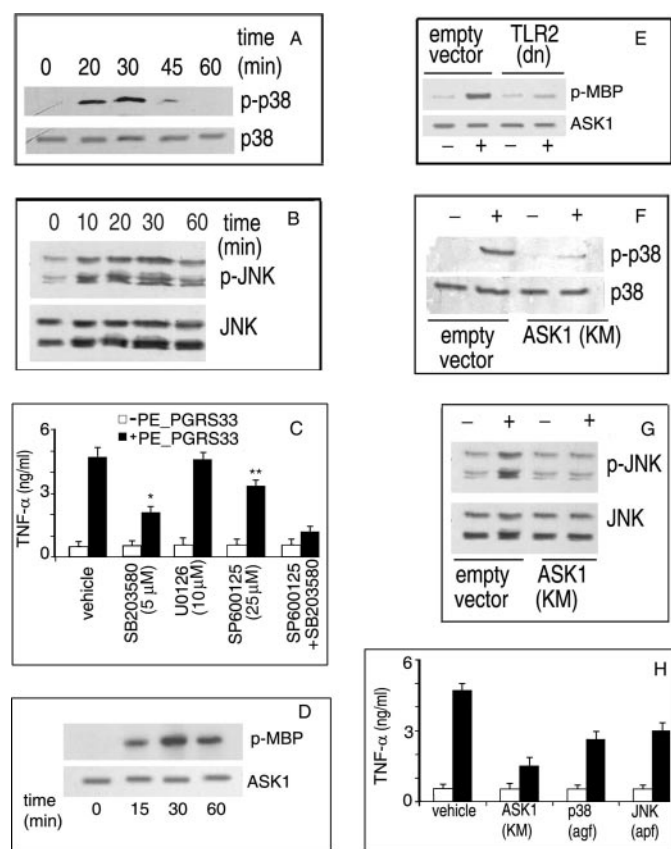 A
time
0 20 30 45 60 (min)
p-p38
p38
B
0 10 20 30 60 time
(min)
p-JNK
JNK
C
-PE_PGRS33
+PE_PGRS33
TNF-α (ng/ml)
6
3
0
*
**
vehicle
SB203580
(5 μM)
U0126
(10μM)
SP600125
(25 μM)
SP600125
+SB203580
D
p-MBP
ASK1
time
(min)
0 15 30 60
E
empty
vector
TLR2
(dn)
p-MBP
ASK1
– + – +
F
– + – +
p-p38
p38
empty
vector
ASK1 (KM)
G
– + – +
p-JNK
JNK
empty
vector
ASK1
(KM)
H
TNF-α (ng/ml)
6
3
0
vehicle
ASK1
(KM)
p38
(agf)
JNK
(apf)